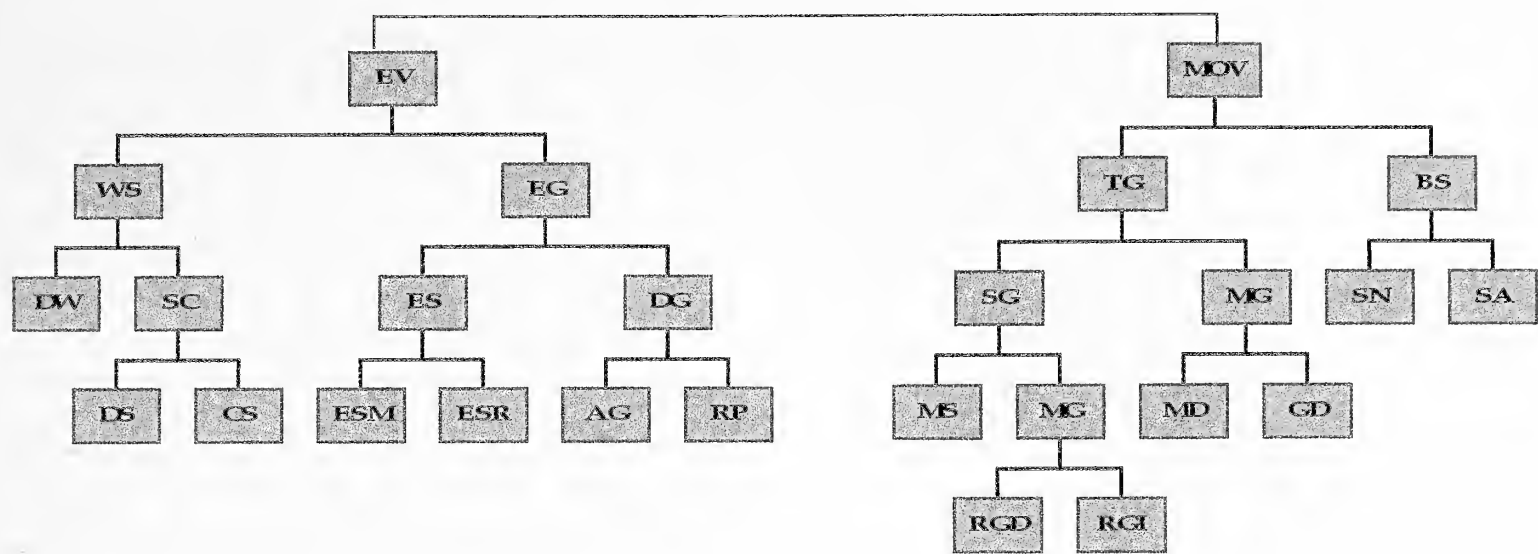 EV MOV
WS EG TG BS
DW SC ES DG SG MG SN SA
DS CS ESM ESR AG RP MS MG MD GD
RGD RGI